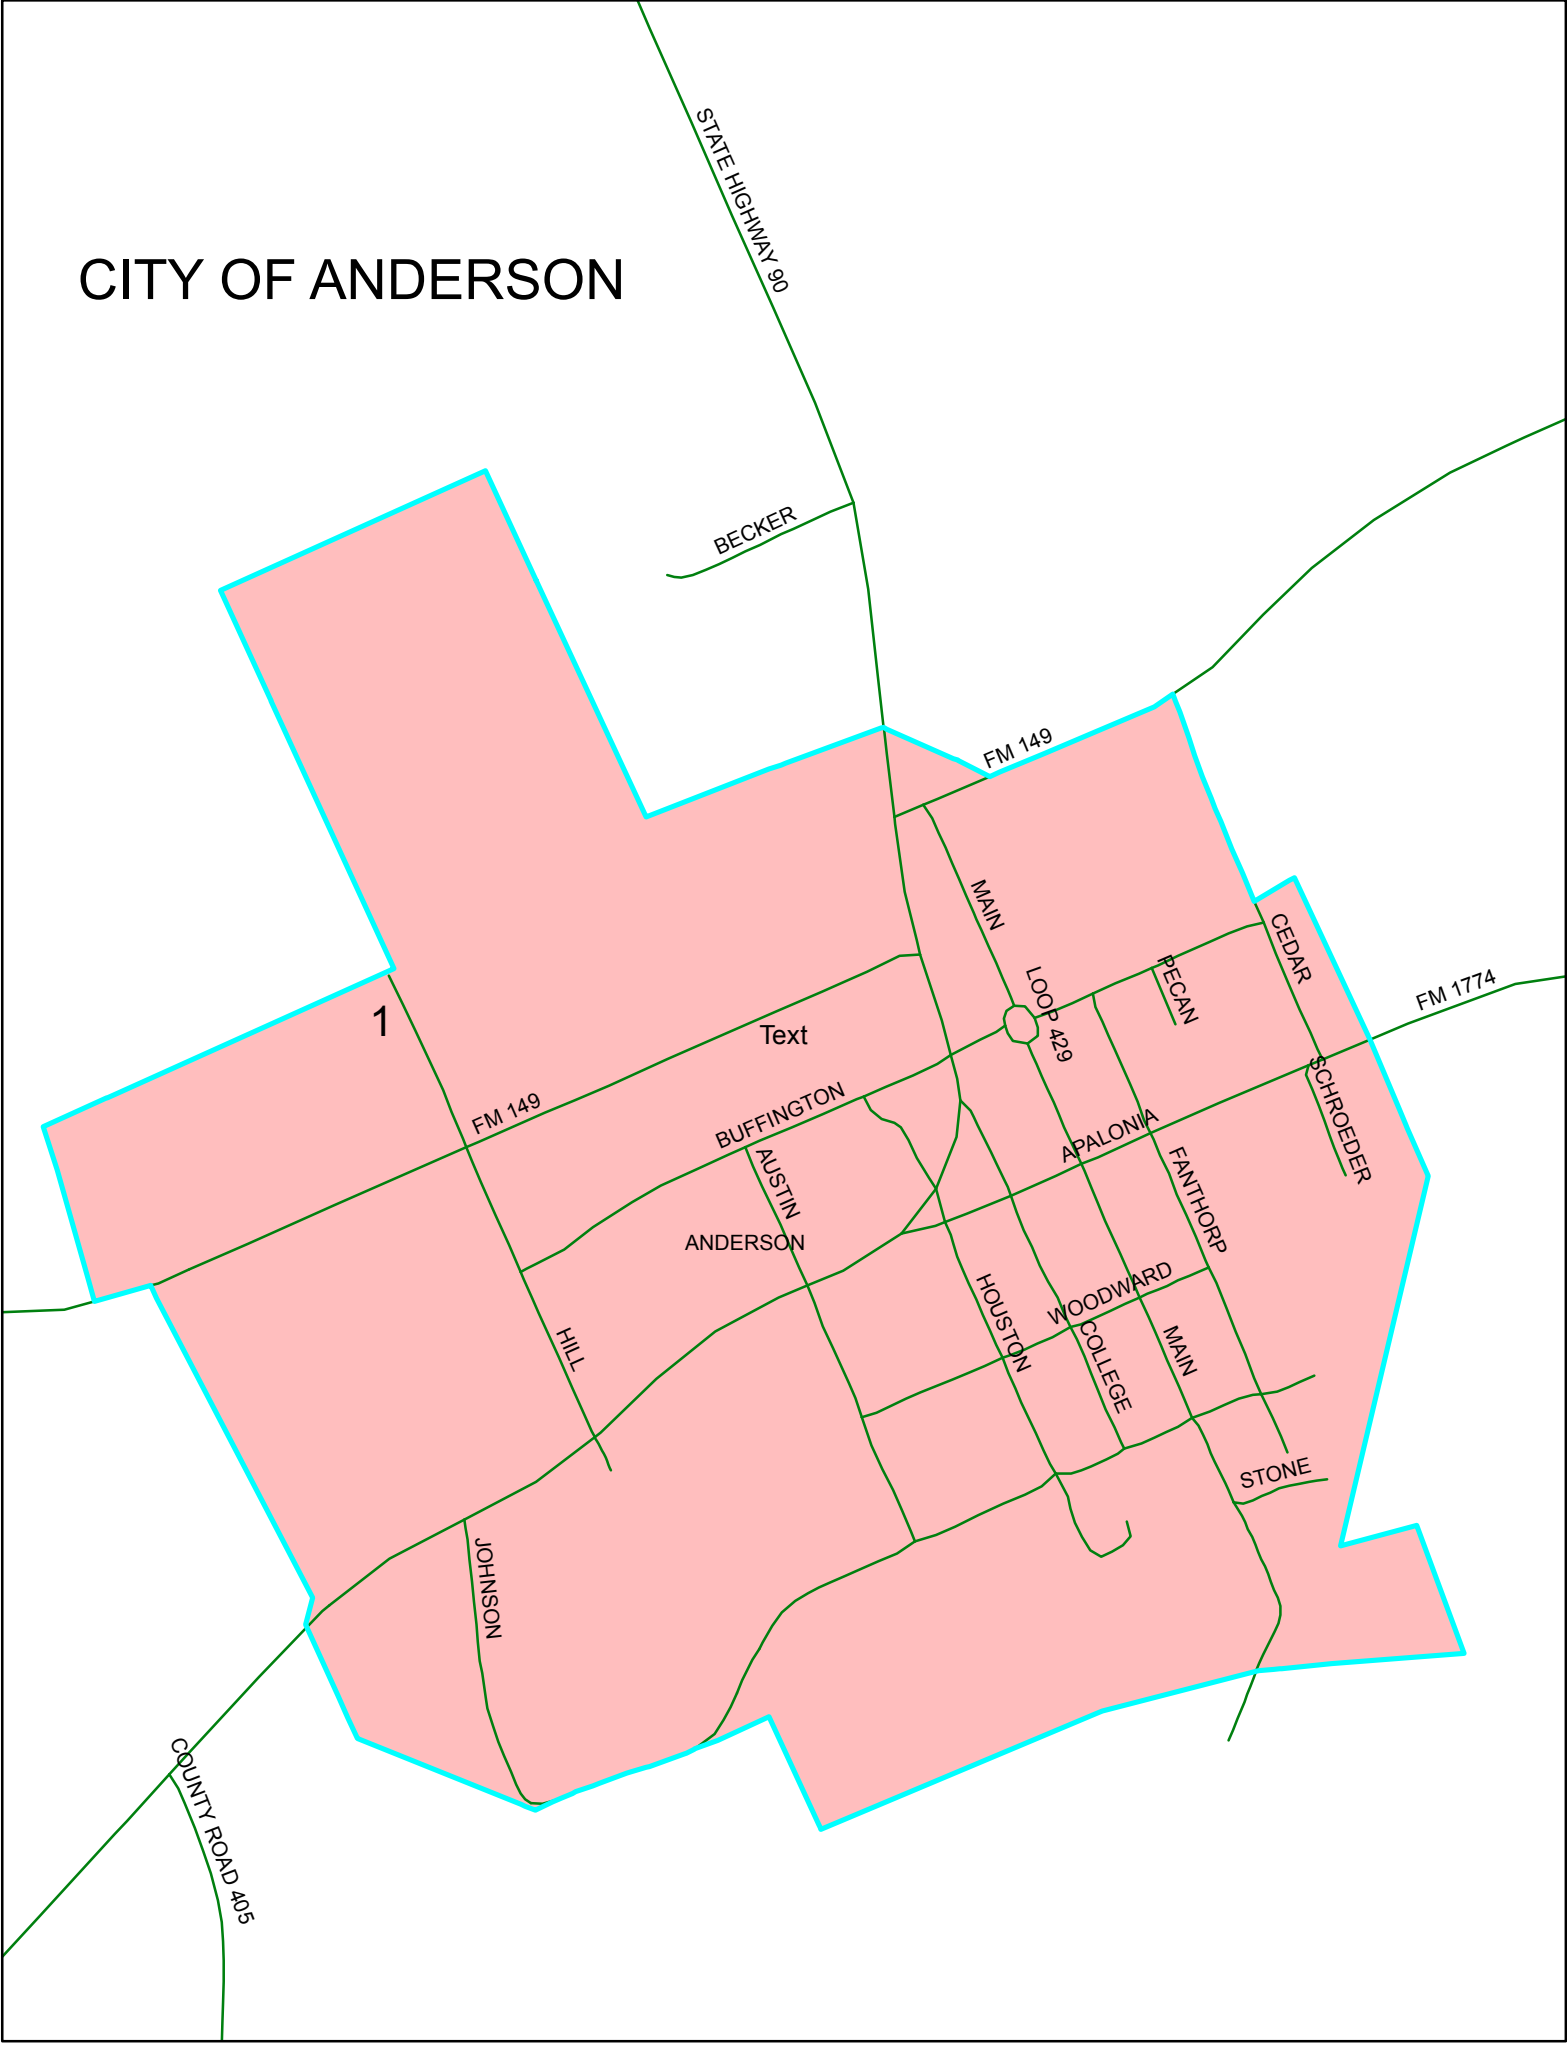 STATE HIGHWAY 90
CITY OF ANDERSON
BECKER
FM 149
MAIN
CEDAR
PECAN
LOOP 429
FM 1774
1
Text
SCHROEDER
FM 149
BUFFINGTON
APALONIA
AUSTIN
FANTHORP
ANDERSON
WOODWARD
HOUSTON
HILL
COLLEGE
MAIN
STONE
JOHNSON
COUNTY ROAD 405